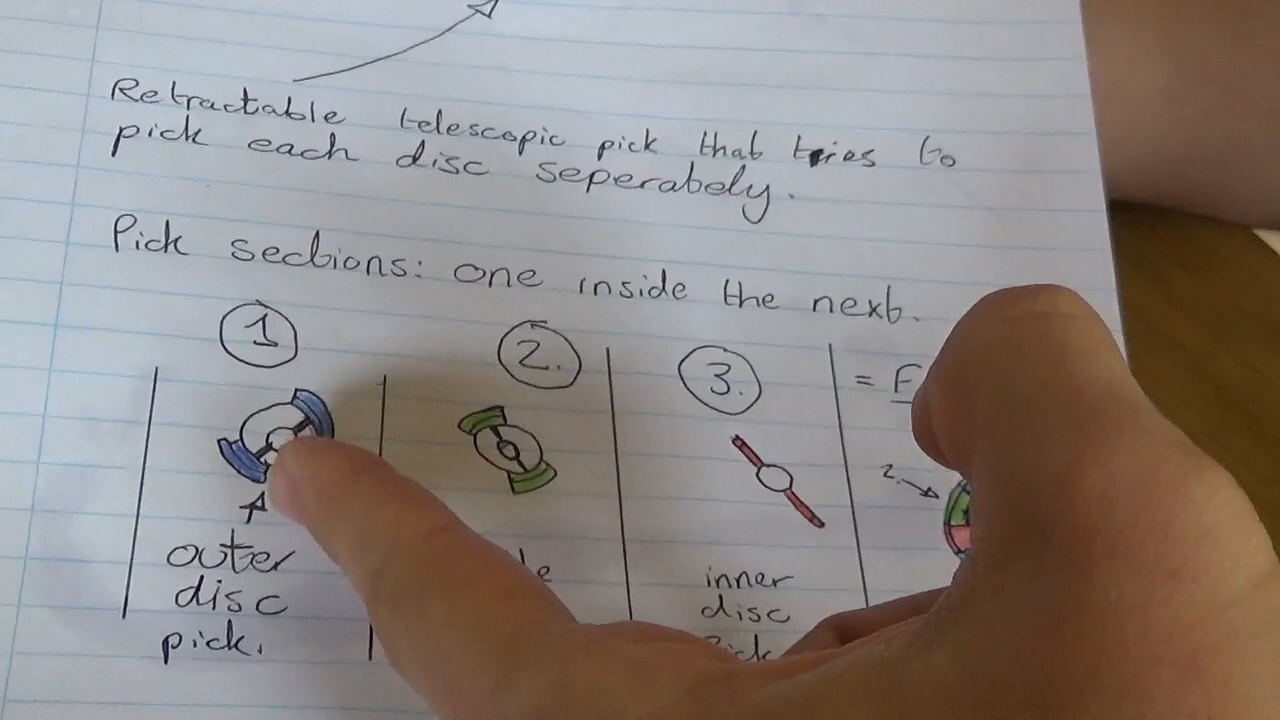 Retractable telescopic pick that tries to
pick each disc seperabely.
Pick sections: one inside the next.
1
2.
3.
= F
2.
outer
disc
pick.
inner
disc